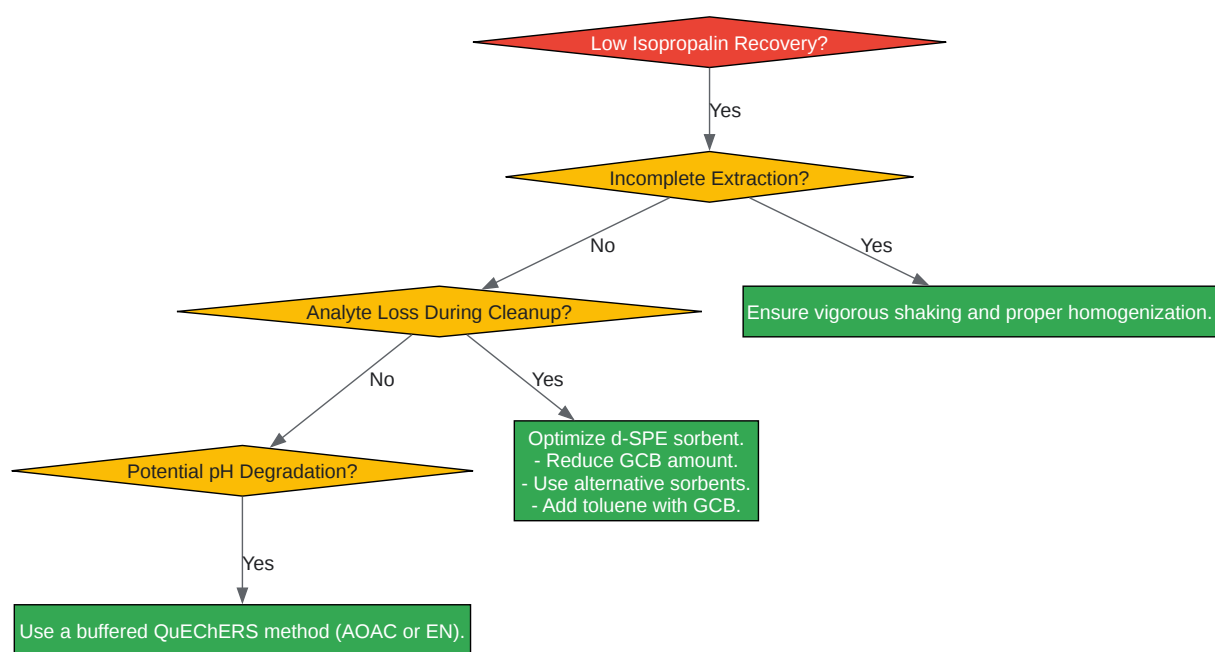 Low Isopropalin Recovery?
Yes
Incomplete Extraction?
No
Yes
Analyte Loss During Cleanup?
Ensure vigorous shaking and proper homogenization.
No
Yes
Potential pH Degradation?
Optimize d-SPE sorbent.
- Reduce GCB amount.
- Use alternative sorbents.
- Add toluene with GCB.
Yes
Use a buffered QuEChERS method (AOAC or EN).